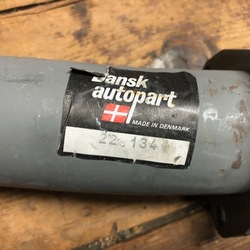 Dansk
autopart
MADE IN DENMARK
22.134